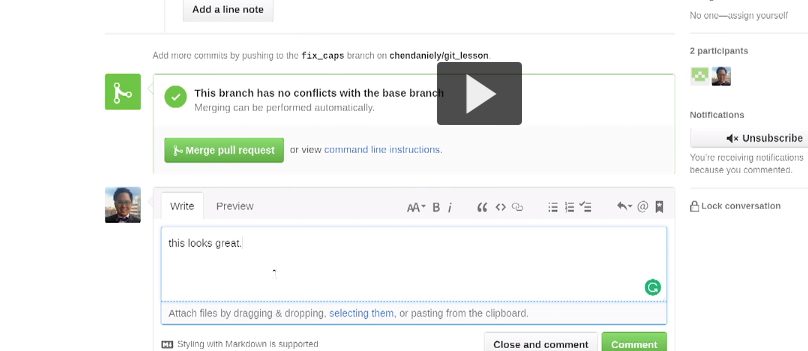 Add a line note
No one—assign yourself
Add more commits by pushing to the fix_caps branch on chendaniely/git_lesson.
2 participants
This branch has no conflicts with the base branch
Merging can be performed automatically.
Notifications
Unsubscribe
Merge pull request or view command line instructions.
You're receiving notifications
because you commented.
Write Preview
AA B i
Lock conversation
this looks great.
Attach files by dragging & dropping, selecting them, or pasting from the clipboard.
Styling with Markdown is supported
Close and comment Comment